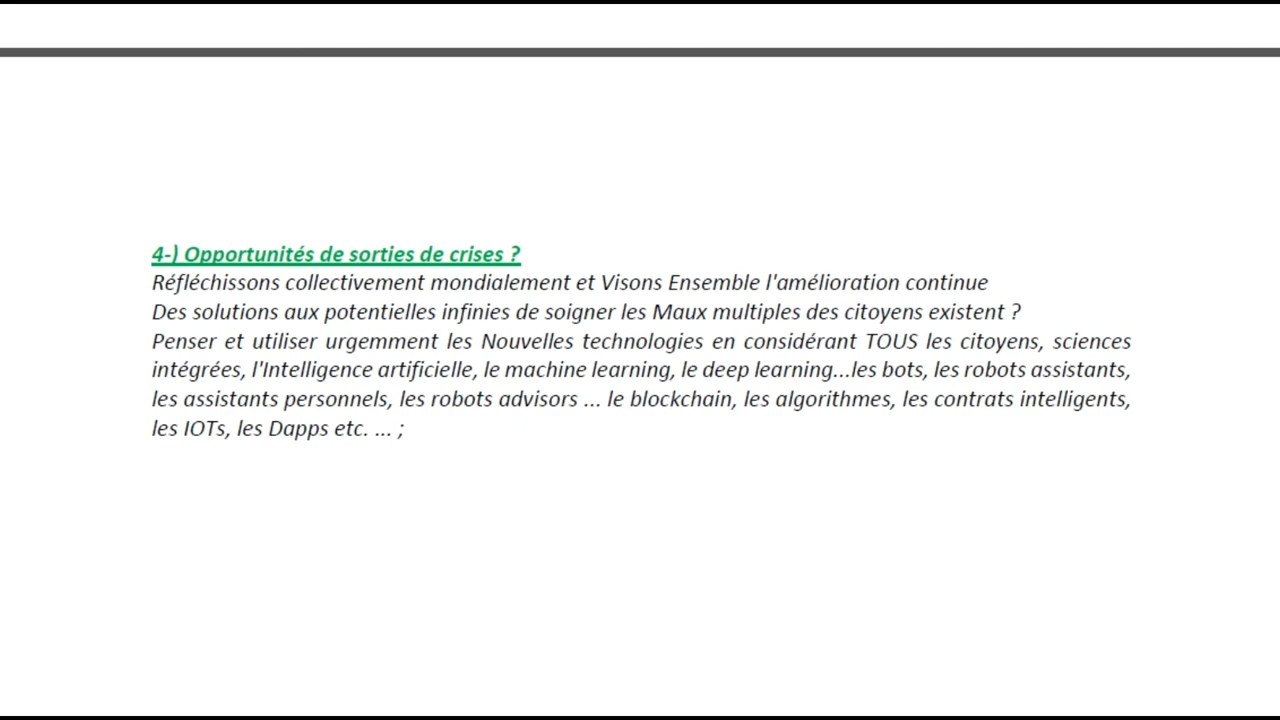 4-) Opportunités de sorties de crises ?
Réfléchissons collectivement mondialement et Visons Ensemble l'amélioration continue
Des solutions aux potentielles infinies de soigner les Maux multiples des citoyens existent ?
Penser et utiliser urgemment les Nouvelles technologies en considérant TOUS les citoyens, sciences
intégrées, l'Intelligence artificielle, le machine learning, le deep learning...les bots, les robots assistants,
les assistants personnels, les robots advisors ... le blockchain, les algorithmes, les contrats intelligents,
les IOTs, les Dapps etc. ... ;